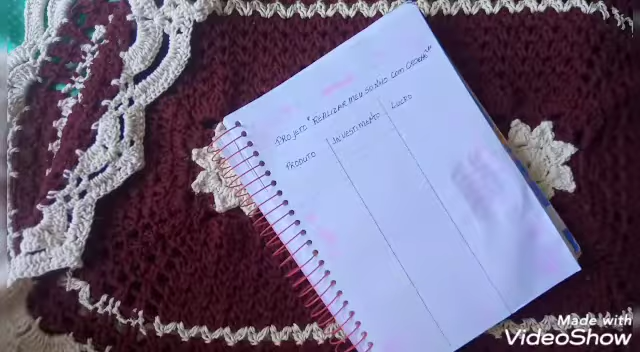 PROJETO "REALIZAR MEU SONHO COM CROCHÊ"
PRODUTO INVESTIMENTO LUCRO
Made with
VideoShow